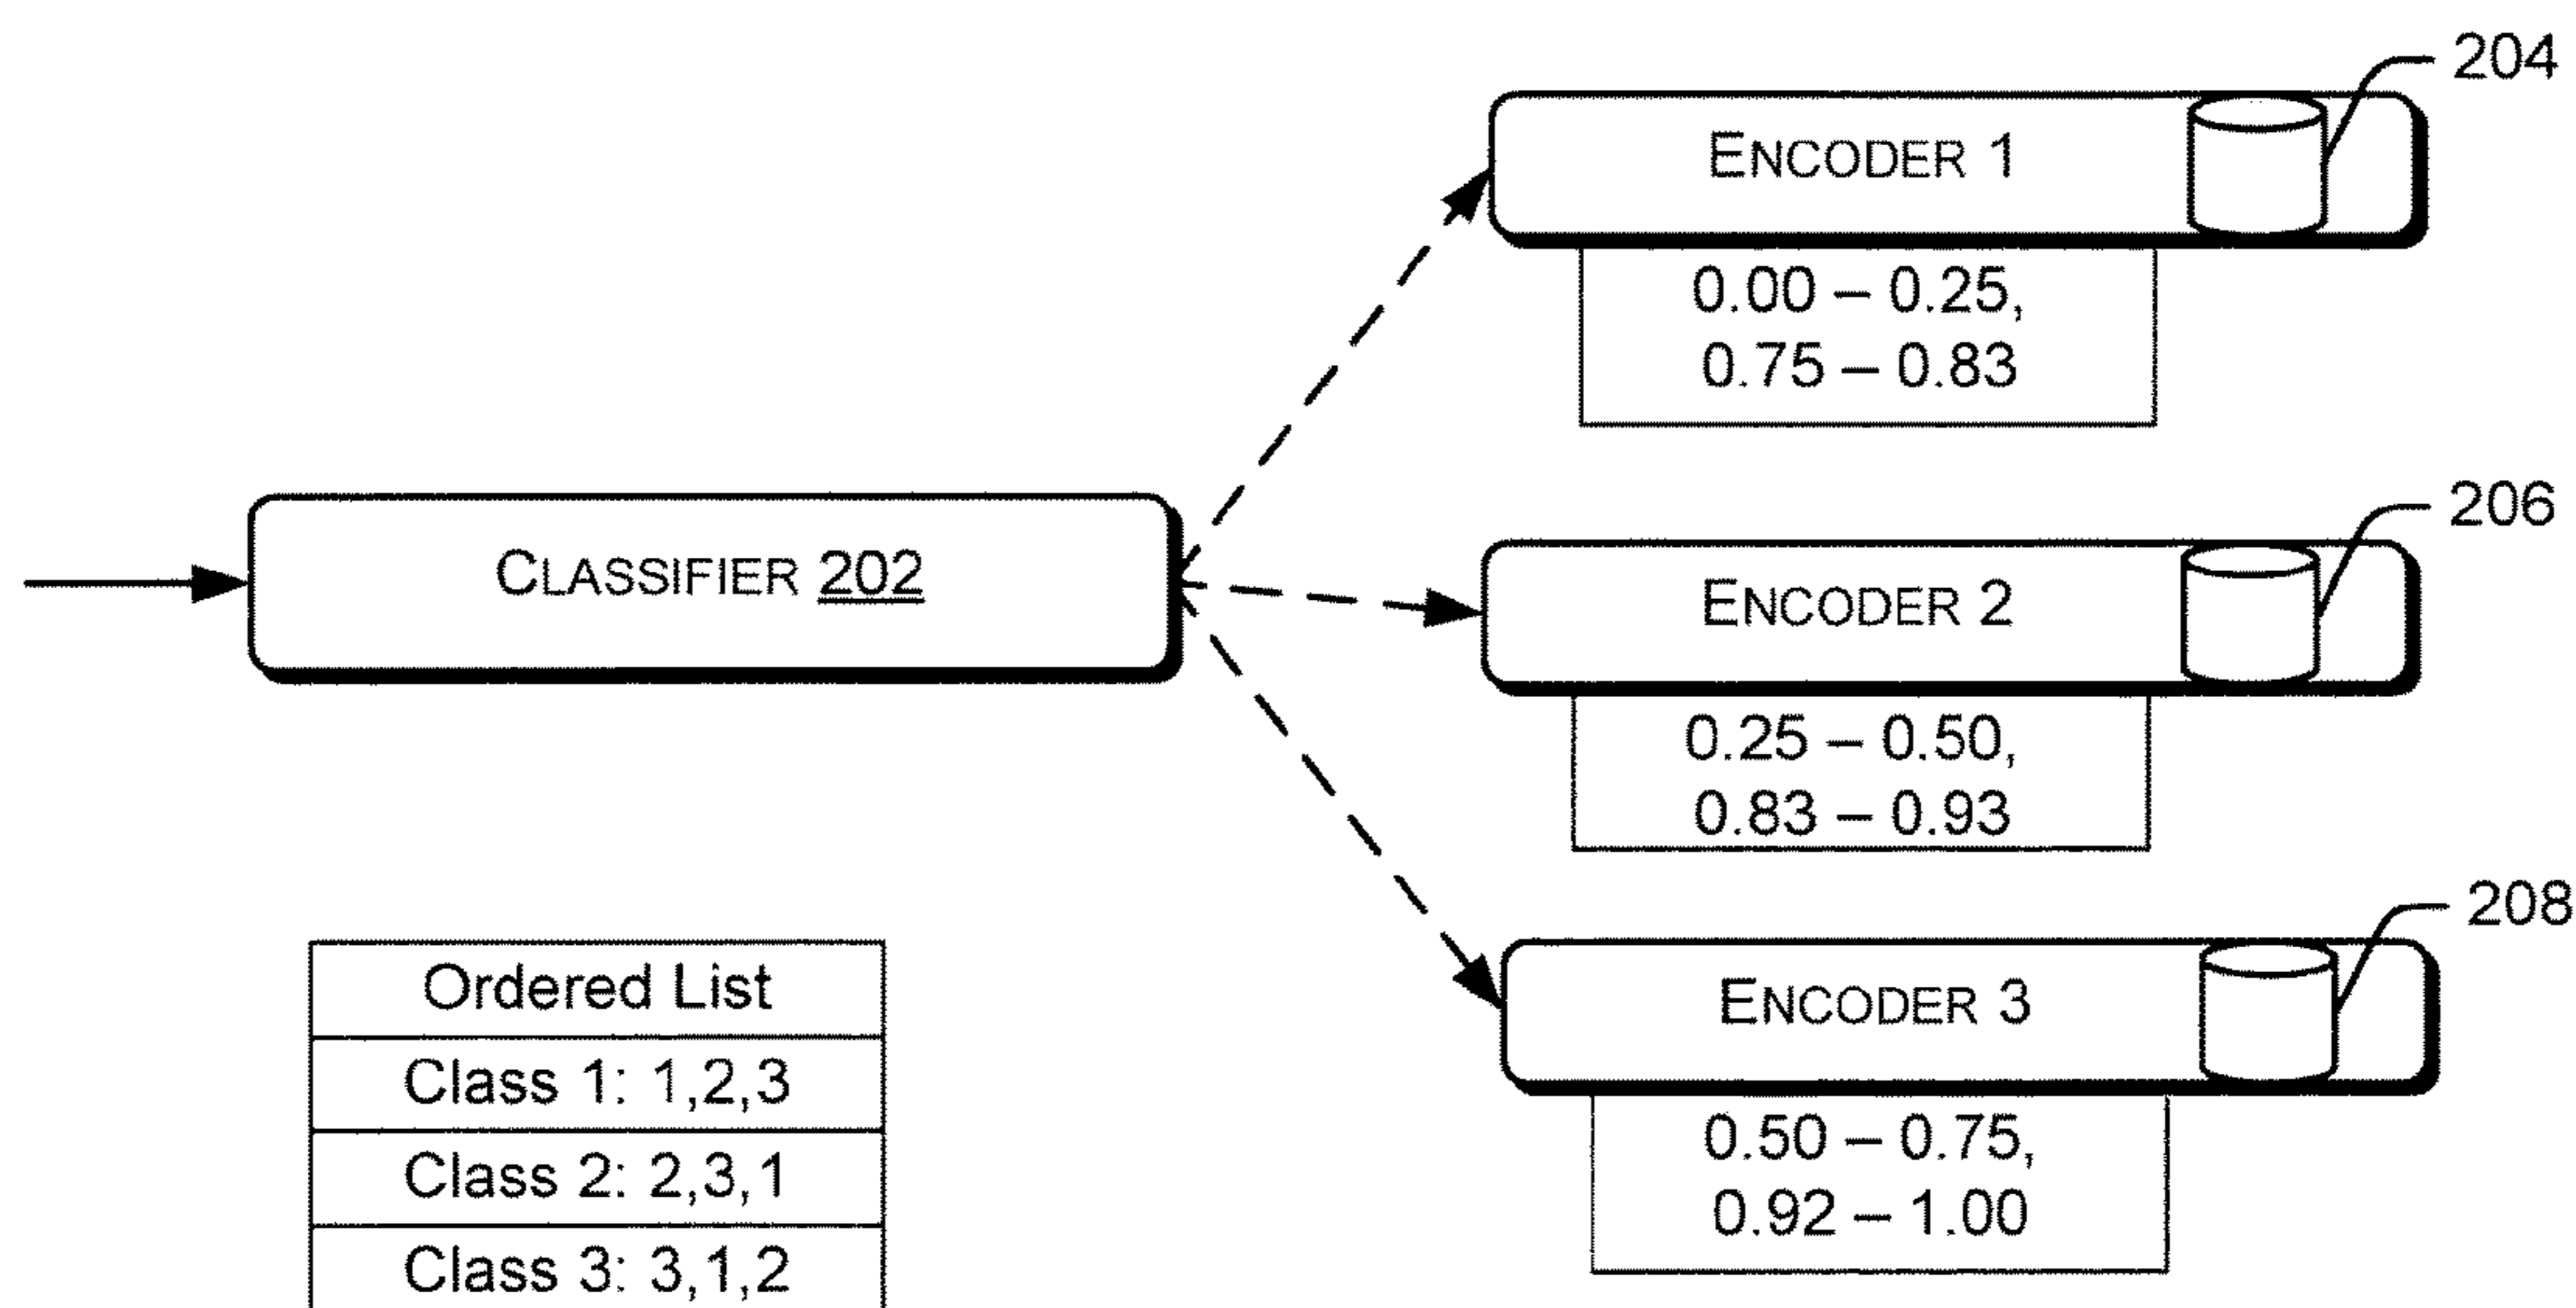 204
ENCODER 1
0.00 – 0.25,
0.75 – 0.83
206
CLASSIFIER 202
ENCODER 2
0.25 – 0.50,
0.83 – 0.93
208
ENCODER 3
0.50 – 0.75,
0.92 – 1.00
Ordered List
Class 1: 1,2,3
Class 2: 2,3,1
Class 3: 3,1,2